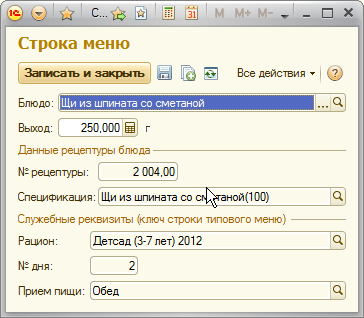 С...
M M+ M-
Строка меню
Записать и закрыть Все действия
Блюдо: Щи из шпината со сметаной ...
Выход: 250,000 г
Данные рецептуры блюда
№ рецептуры: 2 004,00
Спецификация: Щи из шпината со сметаной(100)
Служебные реквизиты (ключ строки типового меню)
Рацион: Детсад (3-7 лет) 2012
№ дня: 2
Прием пищи: Обед